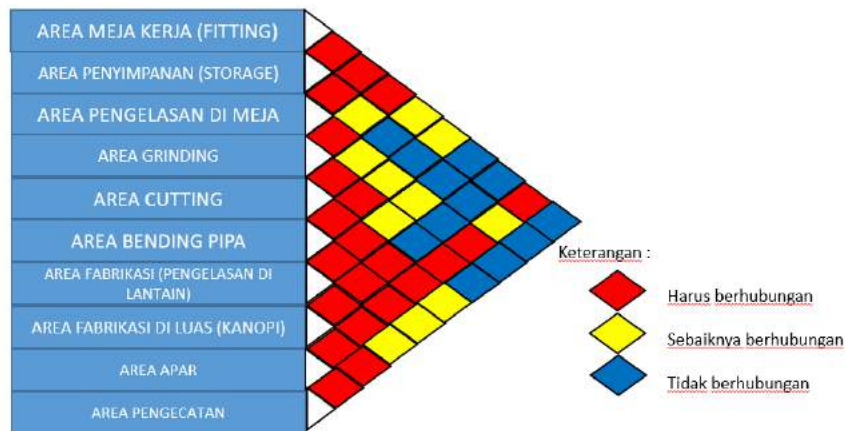 AREA MEJA KERJA (FITTING)
AREA PENYIMPANAN (STORAGE)
AREA PENGELASAN DI MEJA
AREA GRINDING
AREA CUTTING
AREA BENDING PIPA
AREA FABRIKASI (PENGELASAN DI
LANTAIN)
AREA FABRIKASI DI LUAS (KANOPI)
AREA APAR
AREA PENGECATAN
Keterangan :
Harus berhubungan
Sebaiknya berhubungan
Tidak berhubungan